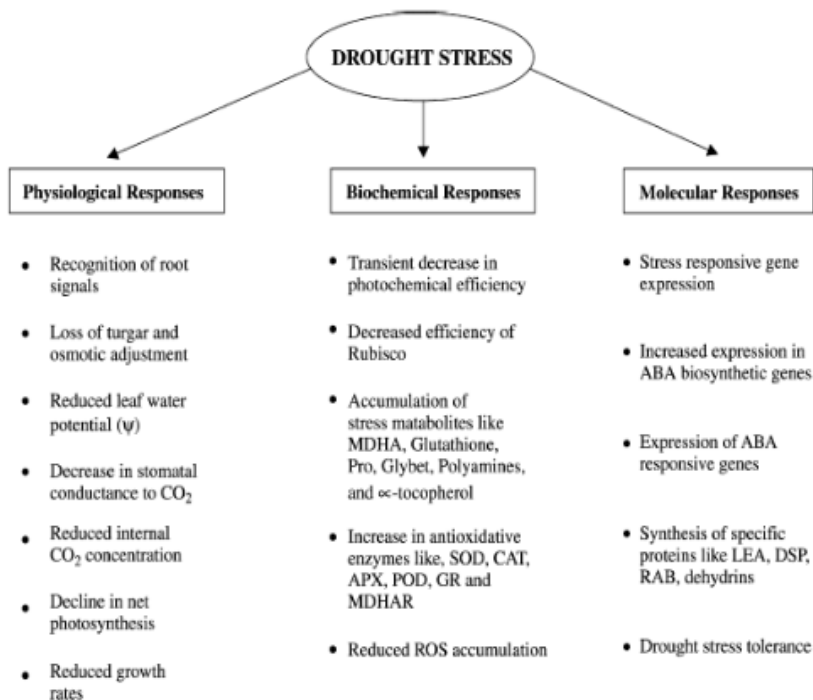 DROUGHT STRESS
Physiological Responses
• Recognition of root
signals
• Loss of turgar and
osmotic adjustment
• Reduced leaf water
potential (ψ)
• Decrease in stomatal
conductance to CO₂
• Reduced internal
CO₂ concentration
• Decline in net
photosynthesis
• Reduced growth
rates
Biochemical Responses
• Transient decrease in
photochemical efficiency
• Decreased efficiency of
Rubisco
• Accumulation of
stress matabolites like
MDHA, Glutathione,
Pro, Glybet, Polyamines,
and ∝-tocopherol
• Increase in antioxidative
enzymes like, SOD, CAT,
APX, POD, GR and
MDHAR
• Reduced ROS accumulation
Molecular Responses
• Stress responsive gene
expression
• Increased expression in
ABA biosynthetic genes
• Expression of ABA
responsive genes
• Synthesis of specific
proteins like LEA, DSP,
RAB, dehydrins
• Drought stress tolerance